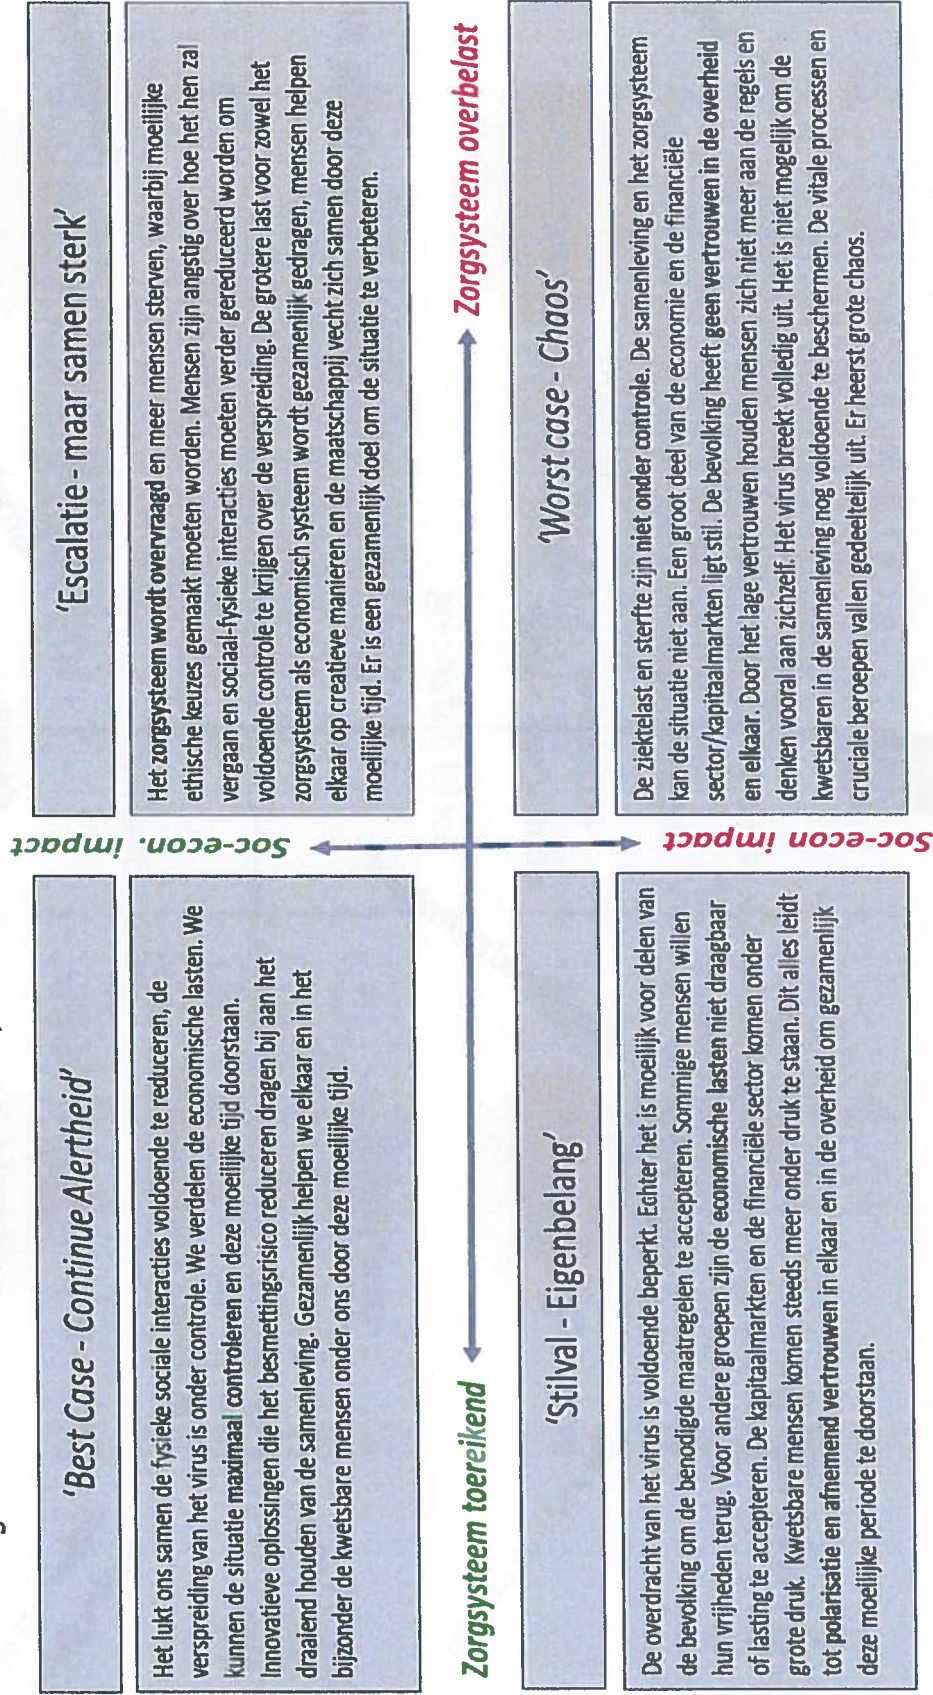 'Best Case - Continue Alertheid'
Het lukt ons samen de fysieke sociale interacties voldoende te reduceren, de
verspreiding van het virus is onder controle. We verdelen de economische lasten. We
kunnen de situatie maximaal controleren en deze moeilijke tijd doorstaan.
Innovatieve oplossingen die het besmettingsrisico reduceren dragen bij aan het
draaiend houden van de samenleving. Gezamenlijk helpen we elkaar en in het
bijzonder de kwetsbare mensen onder ons door deze moeilijke tijd.
Soc-econ. impact
'Escalatie - maar samen sterk'
Het zorgsysteem wordt overvraagd en meer mensen sterven, waarbij moeilijke
ethische keuzes gemaakt moeten worden. Mensen zijn angstig over hoe het hen zal
vergaan en sociaal-fysieke interacties moeten verder gereduceerd worden om
voldoende controle te krijgen over de verspreiding. De grotere last voor zowel het
zorgsysteem als economisch systeem wordt gezamenlijk gedragen, mensen helpen
elkaar op creatieve manieren en de maatschappij vecht zich samen door deze
moeilijke tijd. Er is een gezamenlijk doel om de situatie te verbeteren.
Zorgsysteem toereikend
Zorgsysteem overbelast
'Stilval - Eigenbelang'
De overdracht van het virus is voldoende beperkt. Echter het is moeilijk voor delen van
de bevolking om de benodigde maatregelen te accepteren. Sommige mensen willen
hun vrijheden terug. Voor andere groepen zijn de economische lasten niet draagbaar
of lasting te accepteren. De kapitaalmarkten en de financiële sector komen onder
grote druk. Kwetsbare mensen komen steeds meer onder druk te staan. Dit alles leidt
tot polarisatie en afnemend vertrouwen in elkaar en in de overheid om gezamenlijk
deze moeilijke periode te doorstaan.
Soc-econ impact
'Worst case - Chaos'
De ziektelast en sterfte zijn niet onder controle. De samenleving en het zorgsysteem
kan de situatie niet aan. Een groot deel van de economie en de financiële
sector/kapitaalmarkten ligt stil. De bevolking heeft geen vertrouwen in de overheid
en elkaar. Door het lage vertrouwen houden mensen zich niet meer aan de regels en
denken vooral aan zichzelf. Het virus breekt volledig uit. Het is niet mogelijk om de
kwetsbaren in de samenleving nog voldoende te beschermen. De vitale processen en
cruciale beroepen vallen gedeeltelijk uit. Er heerst grote chaos.